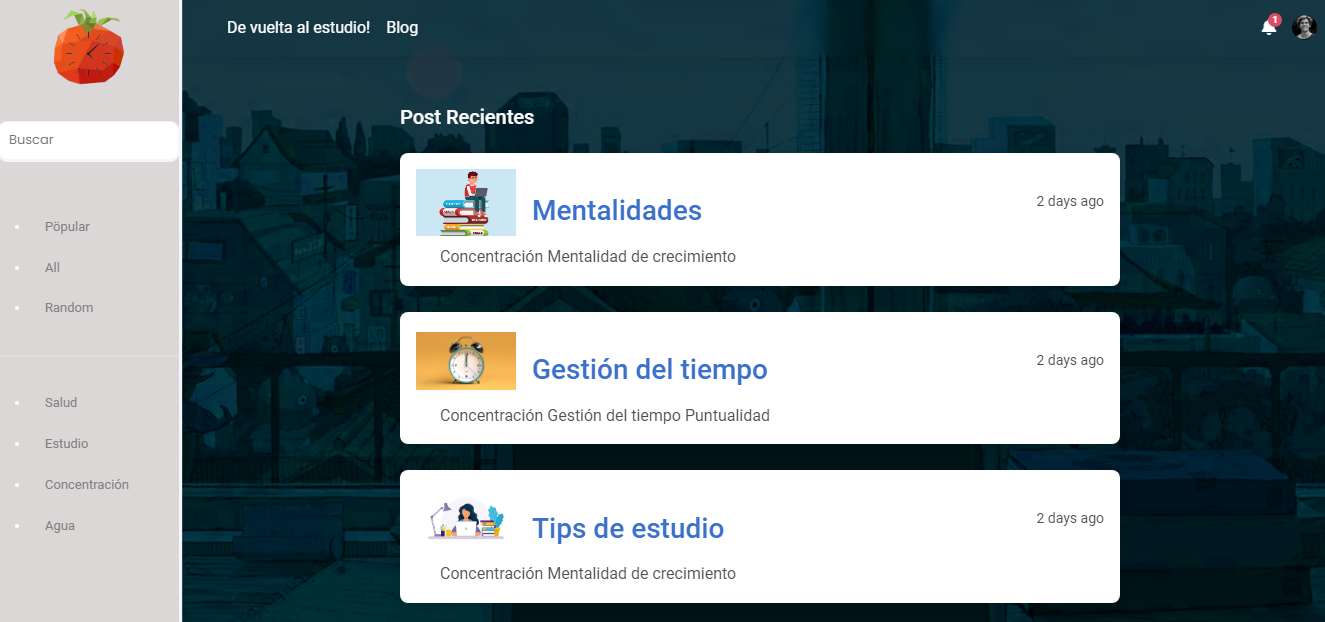 De vuelta al estudio! Blog
1
Buscar
Pöpular
All
Random
Salud
Estudio
Concentración
Agua
Post Recientes
Mentalidades
2 days ago
Concentración Mentalidad de crecimiento
Gestión del tiempo
2 days ago
Concentración Gestión del tiempo Puntualidad
Tips de estudio
2 days ago
Concentración Mentalidad de crecimiento